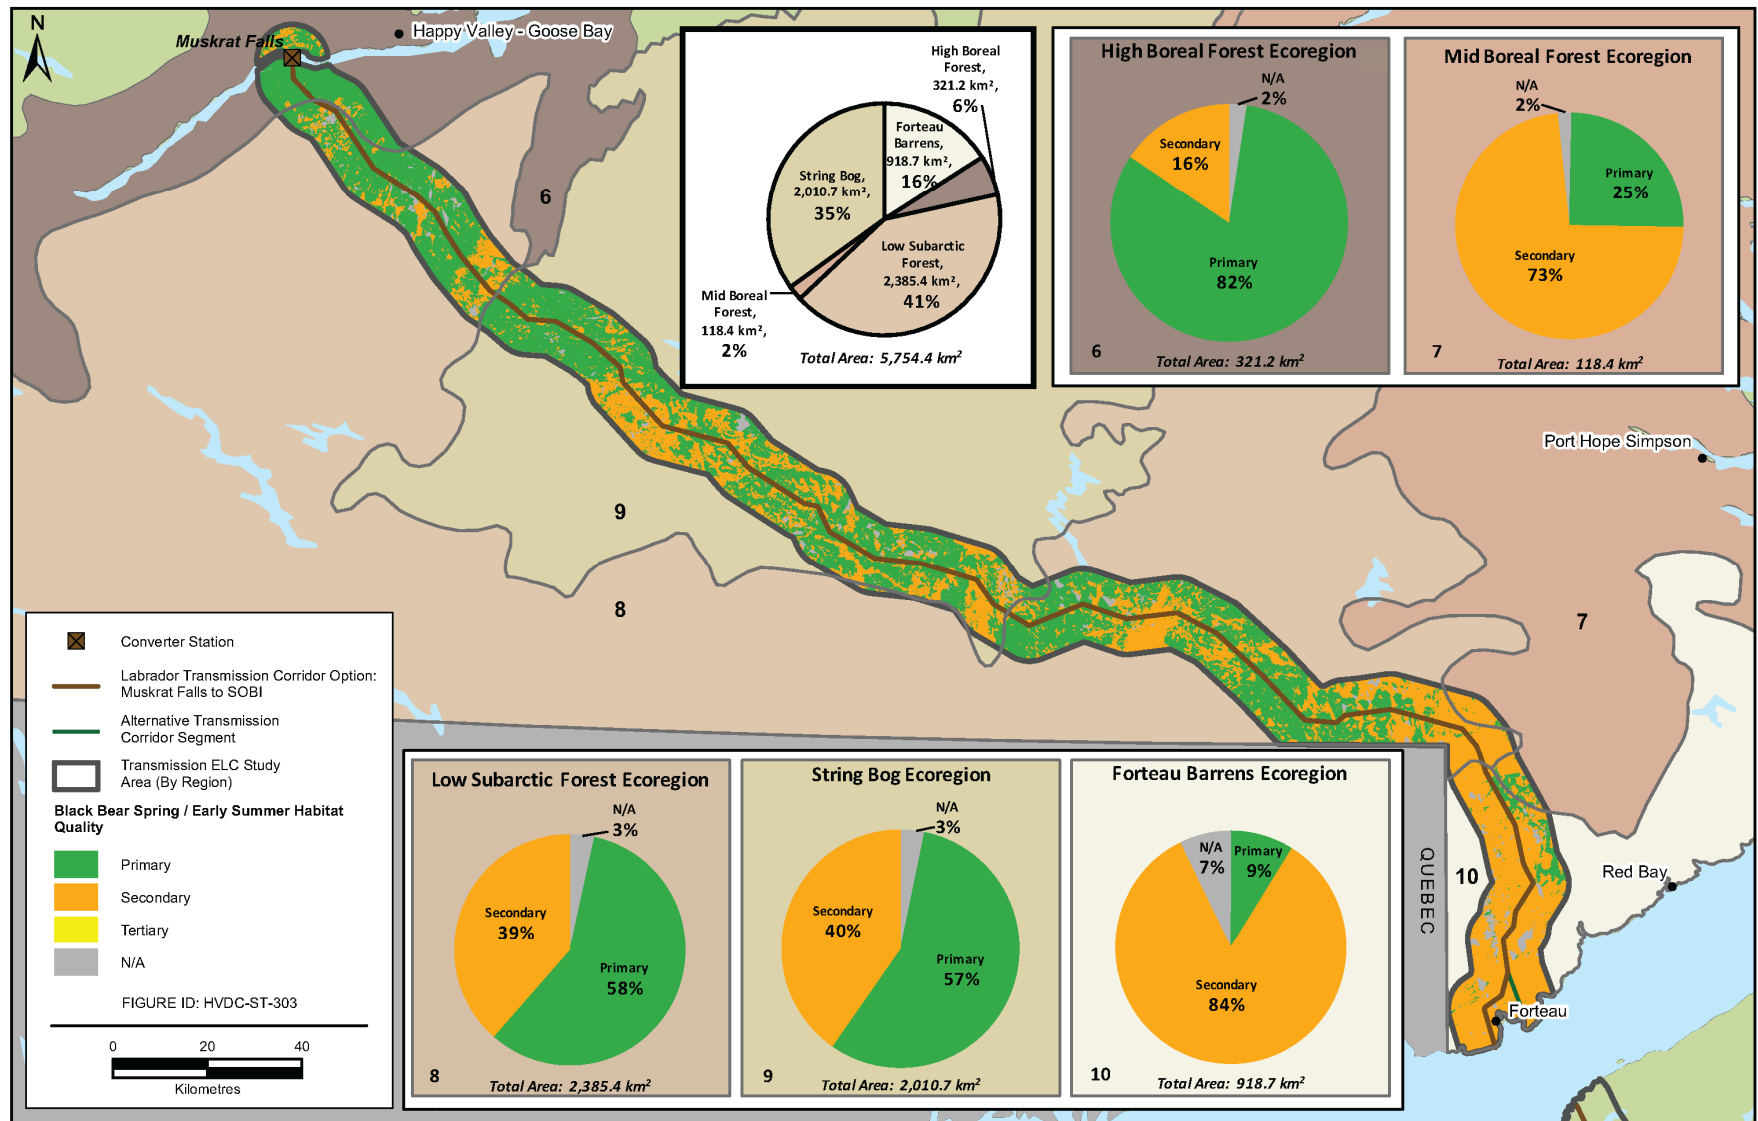 N
Muskrat Falls
Happy Valley - Goose Bay
6
9
8
7
10
Port Hope Simpson
Red Bay
Forteau
QUEBEC
High Boreal
Forest,
321.2 km²,
6%
Forteau
Barrens,
918.7 km²,
16%
String Bog,
2,010.7 km²,
35%
Low Subarctic
Forest,
2,385.4 km²,
41%
Mid Boreal
Forest,
118.4 km²,
2%
Total Area: 5,754.4 km²
High Boreal Forest Ecoregion
N/A
2%
Secondary
16%
Primary
82%
6
Total Area: 321.2 km²
Mid Boreal Forest Ecoregion
N/A
2%
Primary
25%
Secondary
73%
7
Total Area: 118.4 km²
Converter Station
Labrador Transmission Corridor Option:
Muskrat Falls to SOBI
Alternative Transmission
Corridor Segment
Transmission ELC Study
Area (By Region)
Black Bear Spring / Early Summer Habitat
Quality
Primary
Secondary
Tertiary
N/A
FIGURE ID: HVDC-ST-303
0 20 40
Kilometres
Low Subarctic Forest Ecoregion
N/A
3%
Secondary
39%
Primary
58%
8
Total Area: 2,385.4 km²
String Bog Ecoregion
N/A
3%
Secondary
40%
Primary
57%
9
Total Area: 2,010.7 km²
Forteau Barrens Ecoregion
N/A
7%
Primary
9%
Secondary
84%
10
Total Area: 918.7 km²